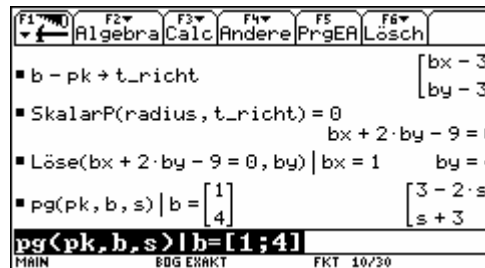 F1 F2 F3 F4 F5 F6
Algebra Calc Andere PrgEA Lösch
▪ b - pk → t_richt [bx - 3
by - 3
▪ SkalarP(radius, t_richt) = 0
bx + 2·by - 9 =
▪ Löse(bx + 2·by - 9 = 0, by) | bx = 1 by =
▪ pg(pk, b, s) | b = [1
4] [3 - 2·s
s + 3
pg(pk,b,s)|b=[1;4]
MAIN BOG EXAKT FKT 10/30